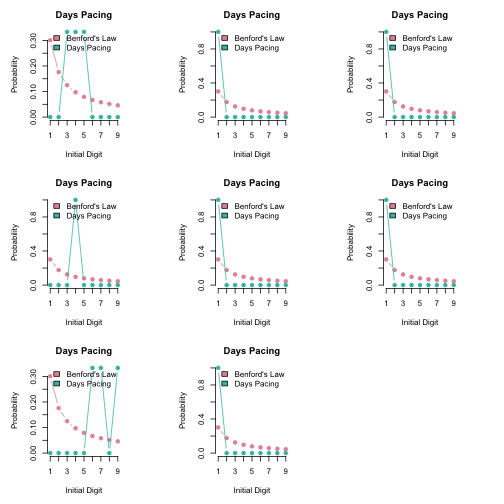 Days Pacing
Probability
0.00 0.10 0.20 0.30
Benford's Law
Days Pacing
1 3 5 7 9
Initial Digit
Days Pacing
Probability
0.0 0.4 0.8
Benford's Law
Days Pacing
1 3 5 7 9
Initial Digit
Days Pacing
Probability
0.0 0.4 0.8
Benford's Law
Days Pacing
1 3 5 7 9
Initial Digit
Days Pacing
Probability
0.0 0.4 0.8
Benford's Law
Days Pacing
1 3 5 7 9
Initial Digit
Days Pacing
Probability
0.0 0.4 0.8
Benford's Law
Days Pacing
1 3 5 7 9
Initial Digit
Days Pacing
Probability
0.0 0.4 0.8
Benford's Law
Days Pacing
1 3 5 7 9
Initial Digit
Days Pacing
Probability
0.00 0.10 0.20 0.30
Benford's Law
Days Pacing
1 3 5 7 9
Initial Digit
Days Pacing
Probability
0.0 0.4 0.8
Benford's Law
Days Pacing
1 3 5 7 9
Initial Digit